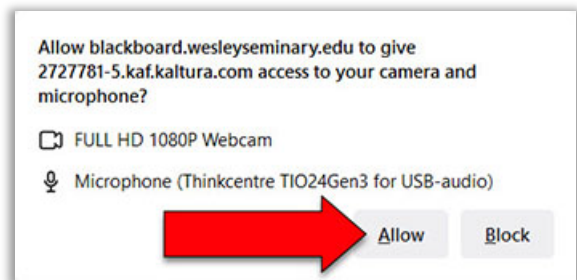 Allow blackboard.wesleyseminary.edu to give
2727781-5.kaf.kaltura.com access to your camera and
microphone?
FULL HD 1080P Webcam
Microphone (Thinkcentre TIO24Gen3 for USB-audio)
Allow Block